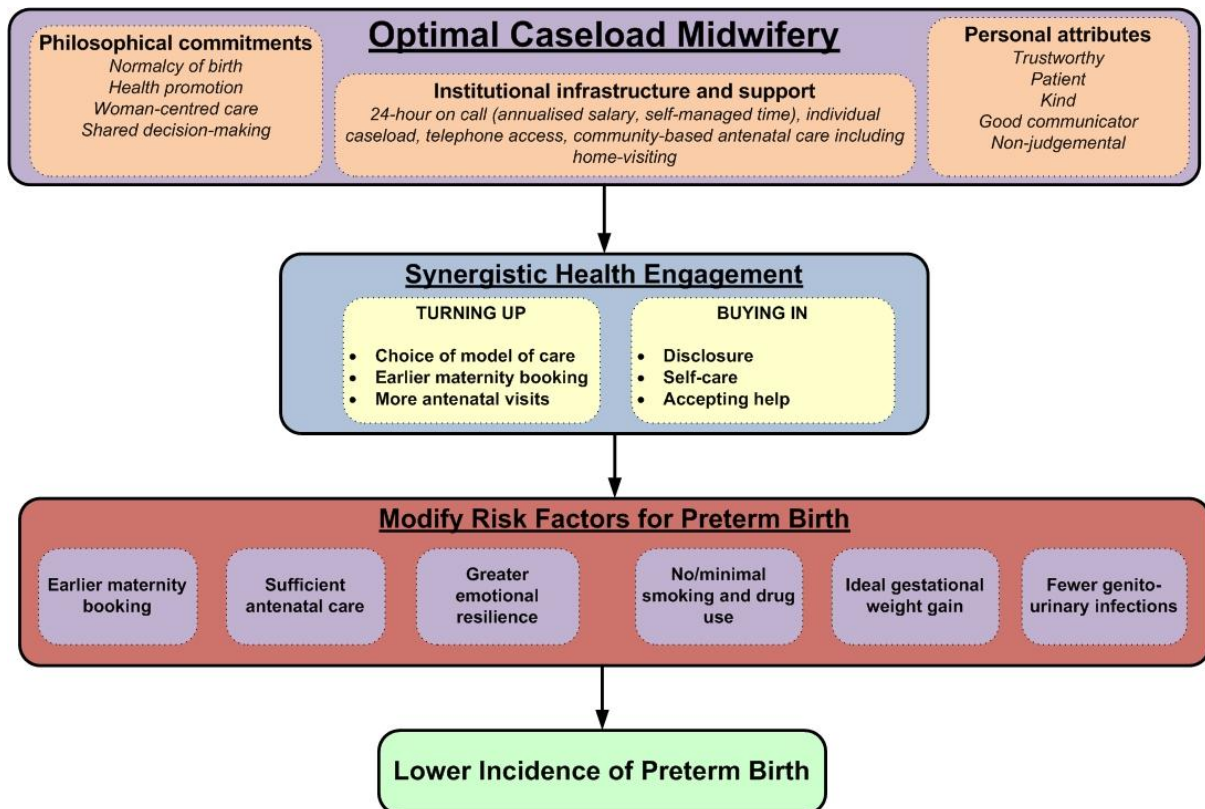 Optimal Caseload Midwifery
Philosophical commitments
Normalcy of birth
Health promotion
Woman-centred care
Shared decision-making
Institutional infrastructure and support
24-hour on call (annualised salary, self-managed time), individual
caseload, telephone access, community-based antenatal care including
home-visiting
Personal attributes
Trustworthy
Patient
Kind
Good communicator
Non-judgemental
Synergistic Health Engagement
TURNING UP
• Choice of model of care
• Earlier maternity booking
• More antenatal visits
BUYING IN
• Disclosure
• Self-care
• Accepting help
Modify Risk Factors for Preterm Birth
Earlier maternity
booking
Sufficient
antenatal care
Greater
emotional
resilience
No/minimal
smoking and drug
use
Ideal gestational
weight gain
Fewer genito-
urinary infections
Lower Incidence of Preterm Birth